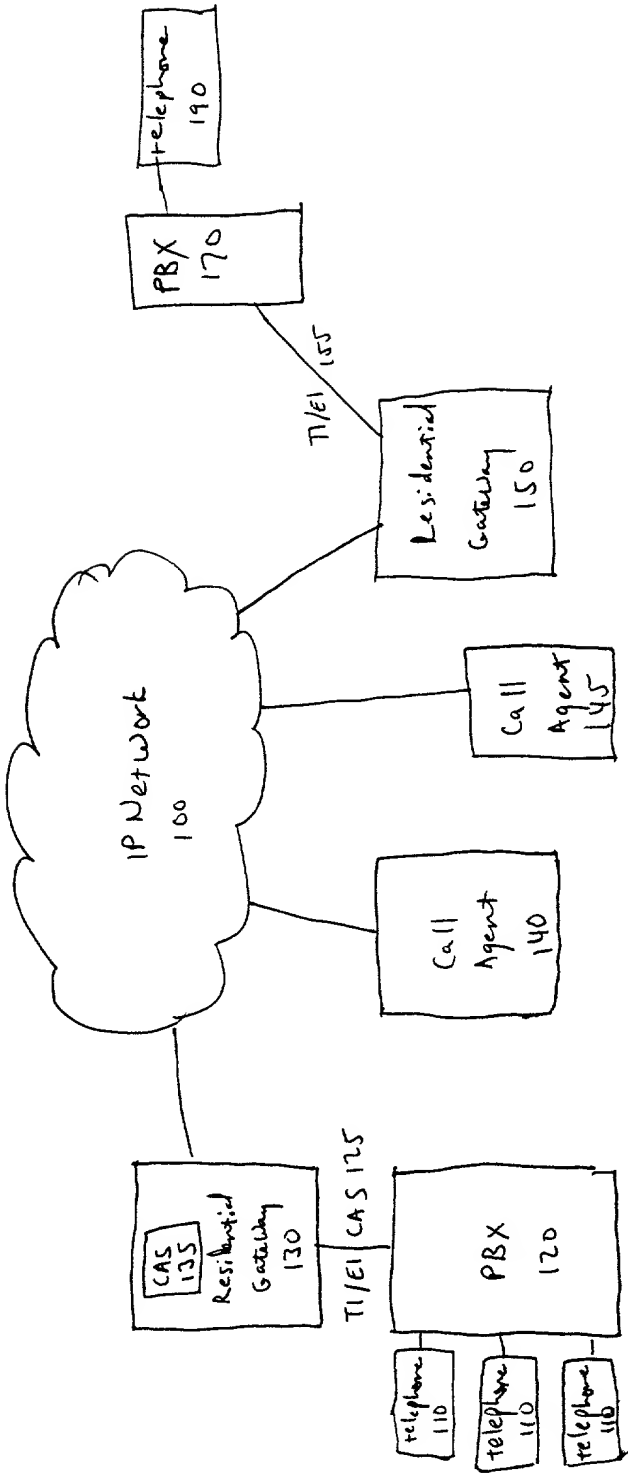 telephone
190
PBX
170
T1/E1 155
Residential
Gateway
150
IP Network
100
Call
Agent
145
Call
Agent
140
CAS
135
Residential
Gateway
130
T1/E1 CAS 125
PBX
120
telephone
110
telephone
110
telephone
110